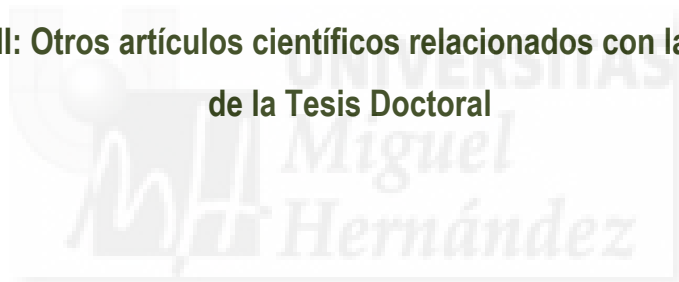 II: Otros artículos científicos relacionados con la
de la Tesis Doctoral
UNIVERSITAS
Miguel
Hernández